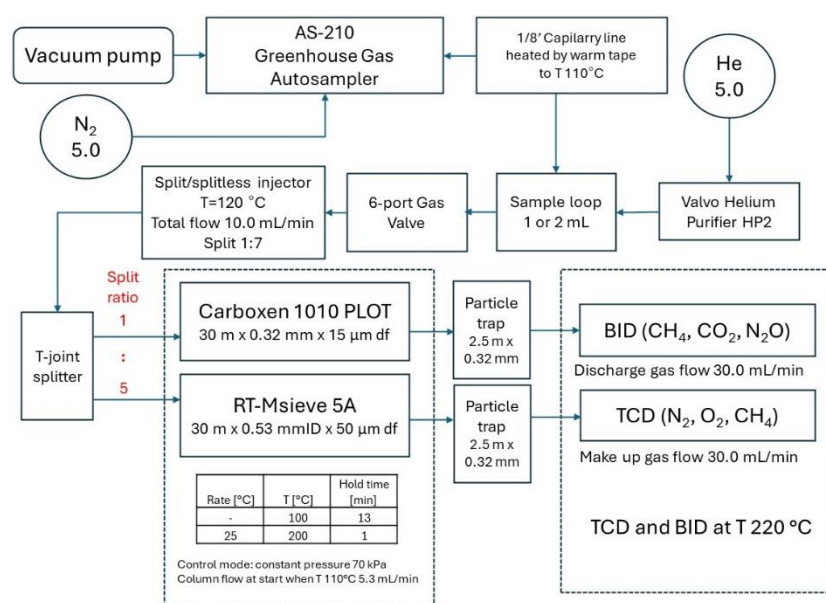 Vacuum pump
AS-210
Greenhouse Gas
Autosampler
1/8' Capilarry line
heated by warm tape
to T 110°C
He
5.0
N₂
5.0
Split/splitless injector
T=120 °C
Total flow 10.0 mL/min
Split 1:7
6-port Gas
Valve
Sample loop
1 or 2 mL
Valvo Helium
Purifier HP2
Split
ratio
1
:
5
T-joint
splitter
Carboxen 1010 PLOT
30 m x 0.32 mm x 15 µm df
Particle
trap
2.5 m x
0.32 mm
BID (CH₄, CO₂, N₂O)
Discharge gas flow 30.0 mL/min
RT-Msieve 5A
30 m x 0.53 mmID x 50 µm df
Particle
trap
2.5 m x
0.32 mm
TCD (N₂, O₂, CH₄)
Make up gas flow 30.0 mL/min
Rate [°C] T [°C] Hold time [min]
- 100 13
25 200 1
TCD and BID at T 220 °C
Control mode: constant pressure 70 kPa
Column flow at start when T 110°C 5.3 mL/min